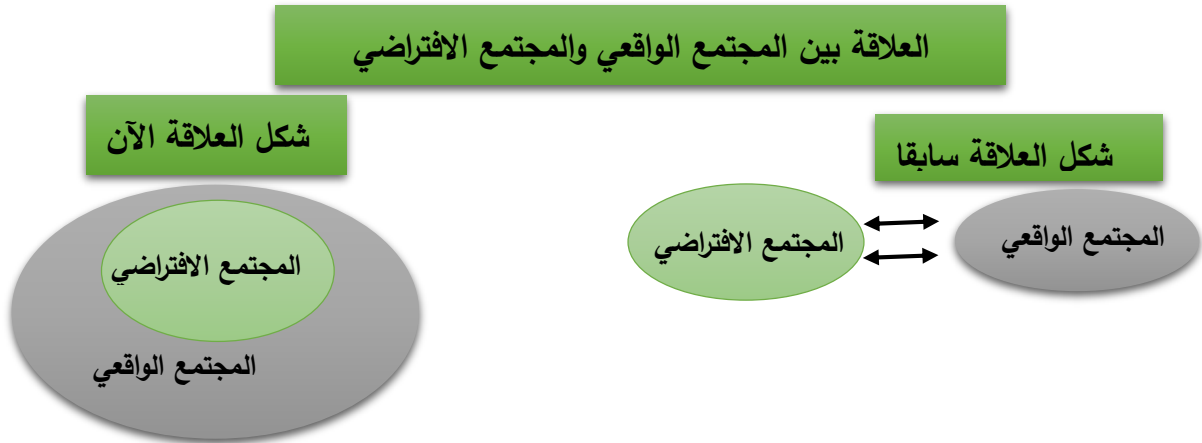 العلاقة بين المجتمع الواقعي والمجتمع الافتراضي
شكل العلاقة سابقا
المجتمع الواقعي
المجتمع الافتراضي
شكل العلاقة الآن
المجتمع الافتراضي
المجتمع الواقعي